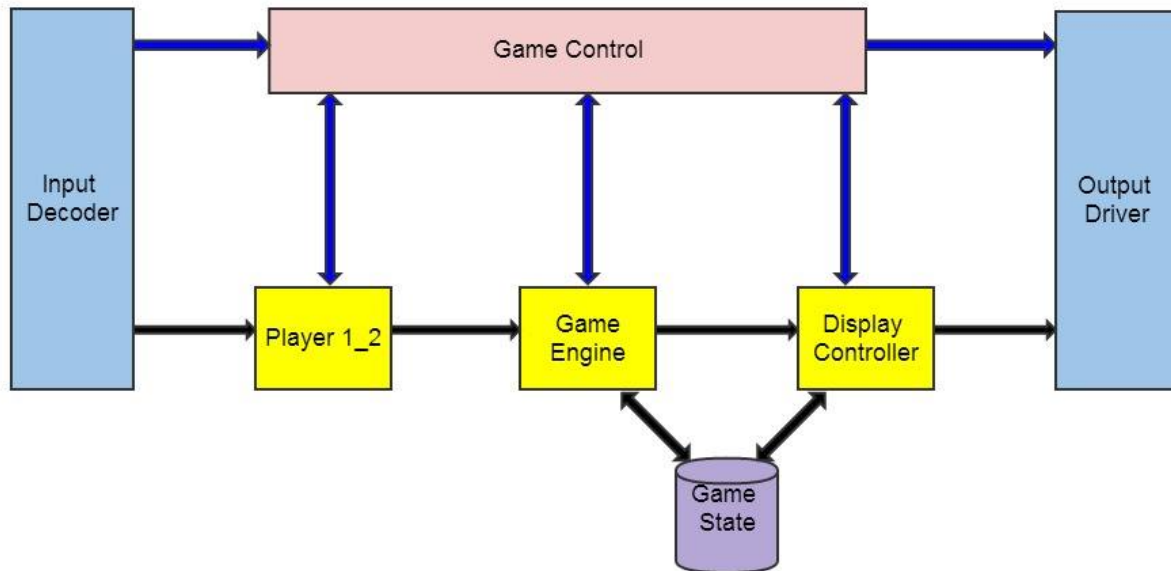 Game Control
Input
Decoder
Output
Driver
Player 1_2
Game
Engine
Display
Controller
Game
State